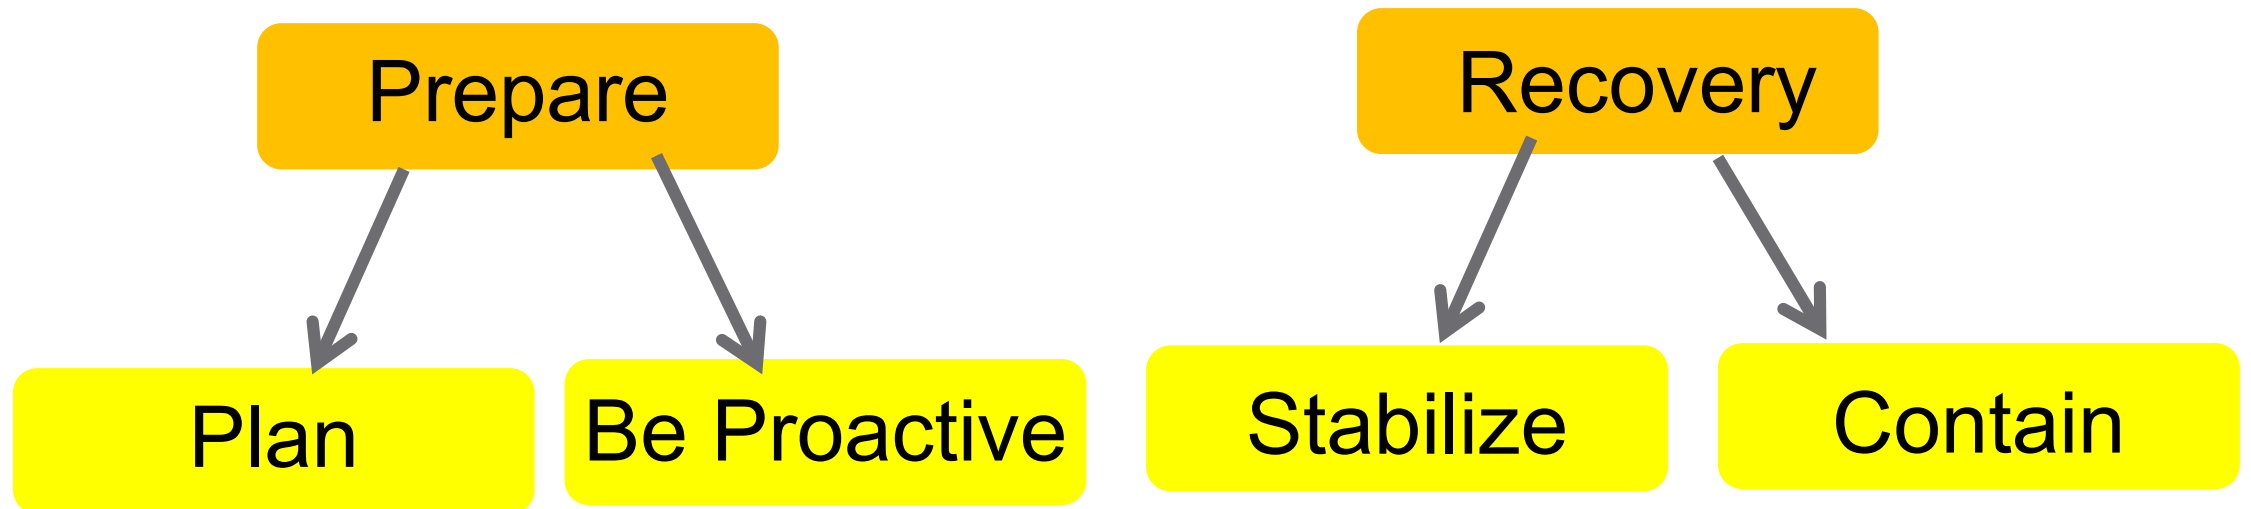 Prepare
Recovery
Plan
Be Proactive
Stabilize
Contain